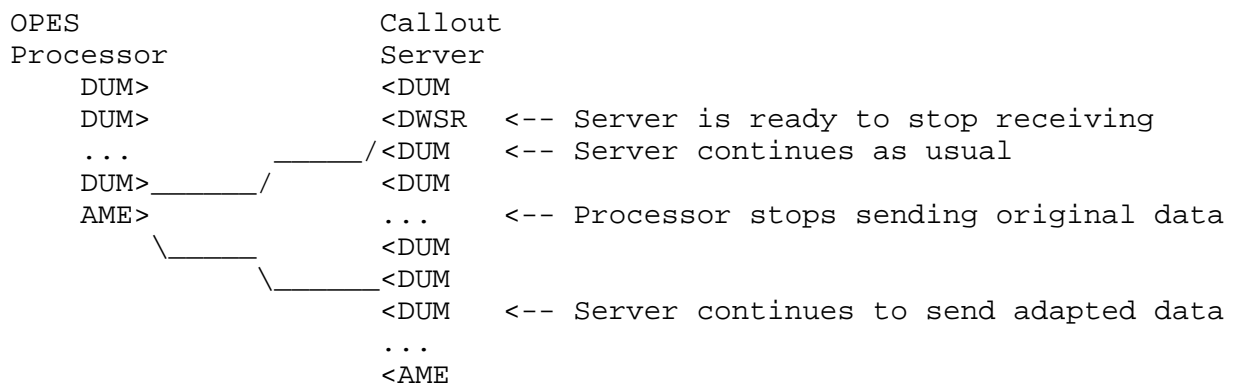 OPES                     Callout
Processor                Server
    DUM>                 <DUM
    DUM>                 <DWSR  <-- Server is ready to stop receiving
    ...          _____/<DUM   <-- Server continues as usual
    DUM>______/      <DUM
    AME>                 ...    <-- Processor stops sending original data
        \_____       <DUM
              \______<DUM
                         <DUM   <-- Server continues to send adapted data
                         ...
                         <AME